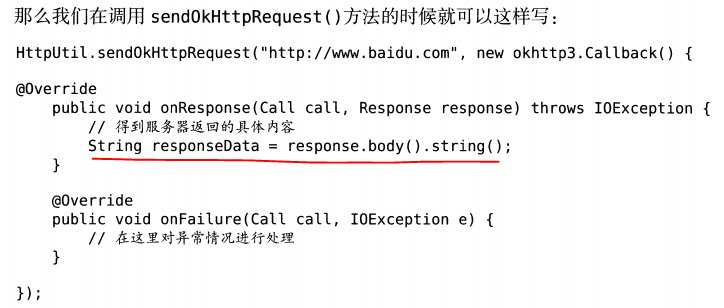 那么我们在调用 sendOkHttpRequest()方法的时候就可以这样写：
HttpUtil.sendOkHttpRequest("http://www.baidu.com", new okhttp3.Callback() {
@Override
    public void onResponse(Call call, Response response) throws IOException {
        // 得到服务器返回的具体内容
        String responseData = response.body().string();
    }
    @Override
    public void onFailure(Call call, IOException e) {
        // 在这里对异常情况进行处理
    }
});